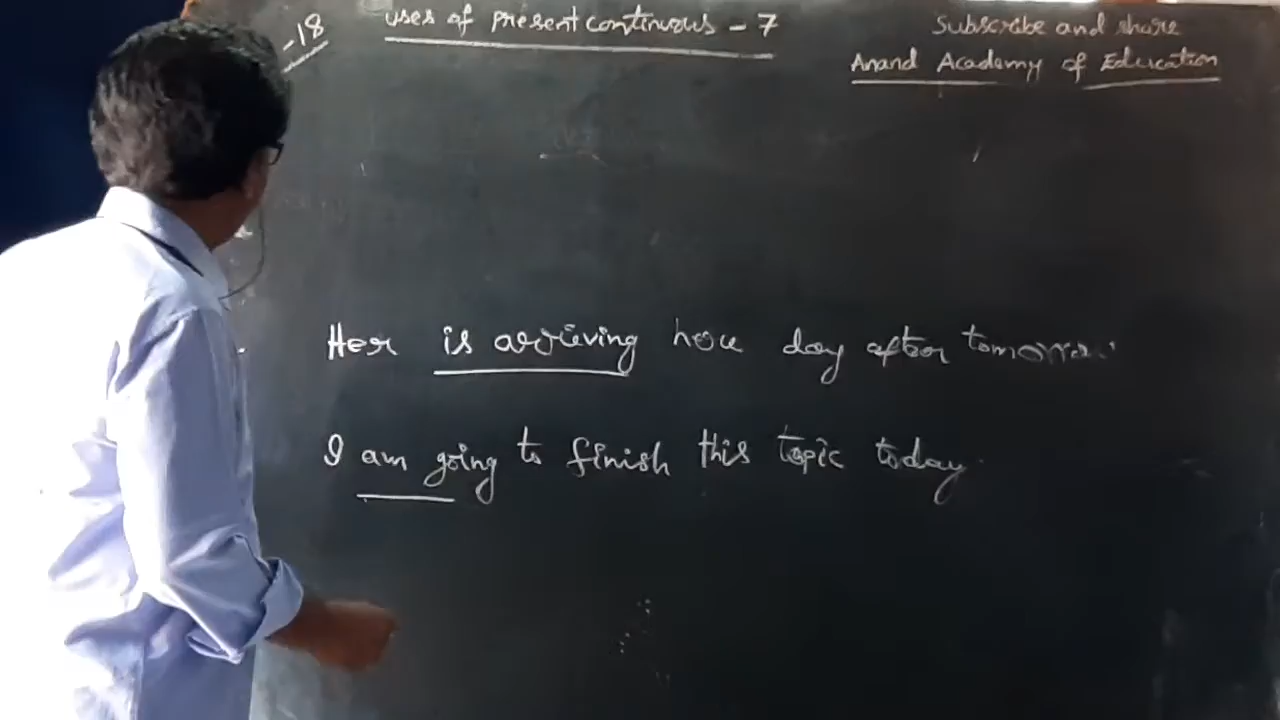 -18
uses of present continuous - 7
Subscribe and share
Anand Academy of Education
Her is arrieving here day after tomorrow
I am going to finish this topic today